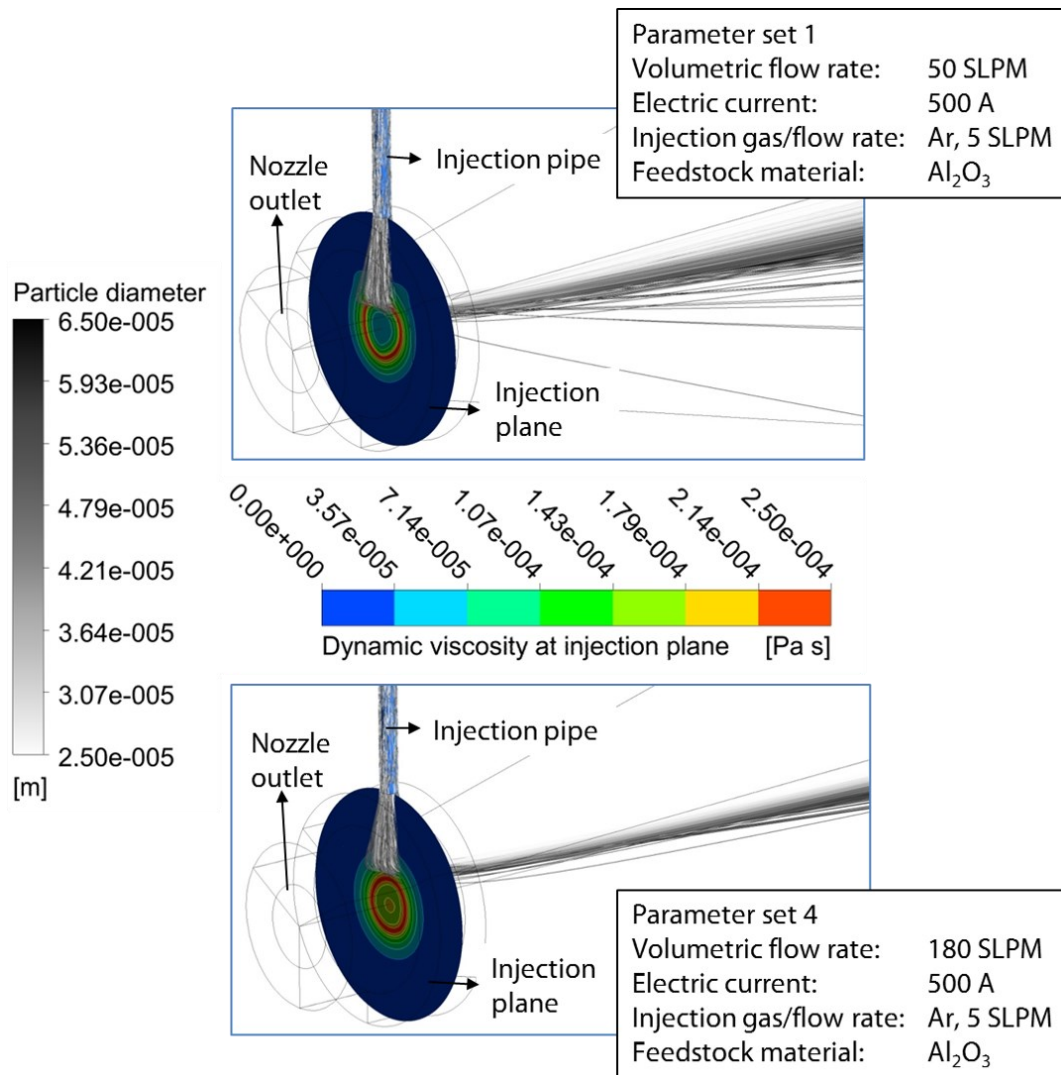 Parameter set 1
Volumetric flow rate: 50 SLPM
Electric current: 500 A
Injection gas/flow rate: Ar, 5 SLPM
Feedstock material: Al₂O₃
Injection pipe
Nozzle
outlet
Injection
plane
Particle diameter
6.50e-005
5.93e-005
5.36e-005
4.79e-005
4.21e-005
3.64e-005
3.07e-005
2.50e-005
[m]
0.00e+000
3.57e-005
7.14e-005
1.07e-004
1.43e-004
1.79e-004
2.14e-004
2.50e-004
Dynamic viscosity at injection plane [Pa s]
Injection pipe
Nozzle
outlet
Injection
plane
Parameter set 4
Volumetric flow rate: 180 SLPM
Electric current: 500 A
Injection gas/flow rate: Ar, 5 SLPM
Feedstock material: Al₂O₃